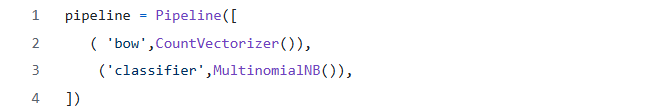 1 pipeline = Pipeline([
2 ( 'bow',CountVectorizer()),
3 ('classifier',MultinomialNB()),
4 ])